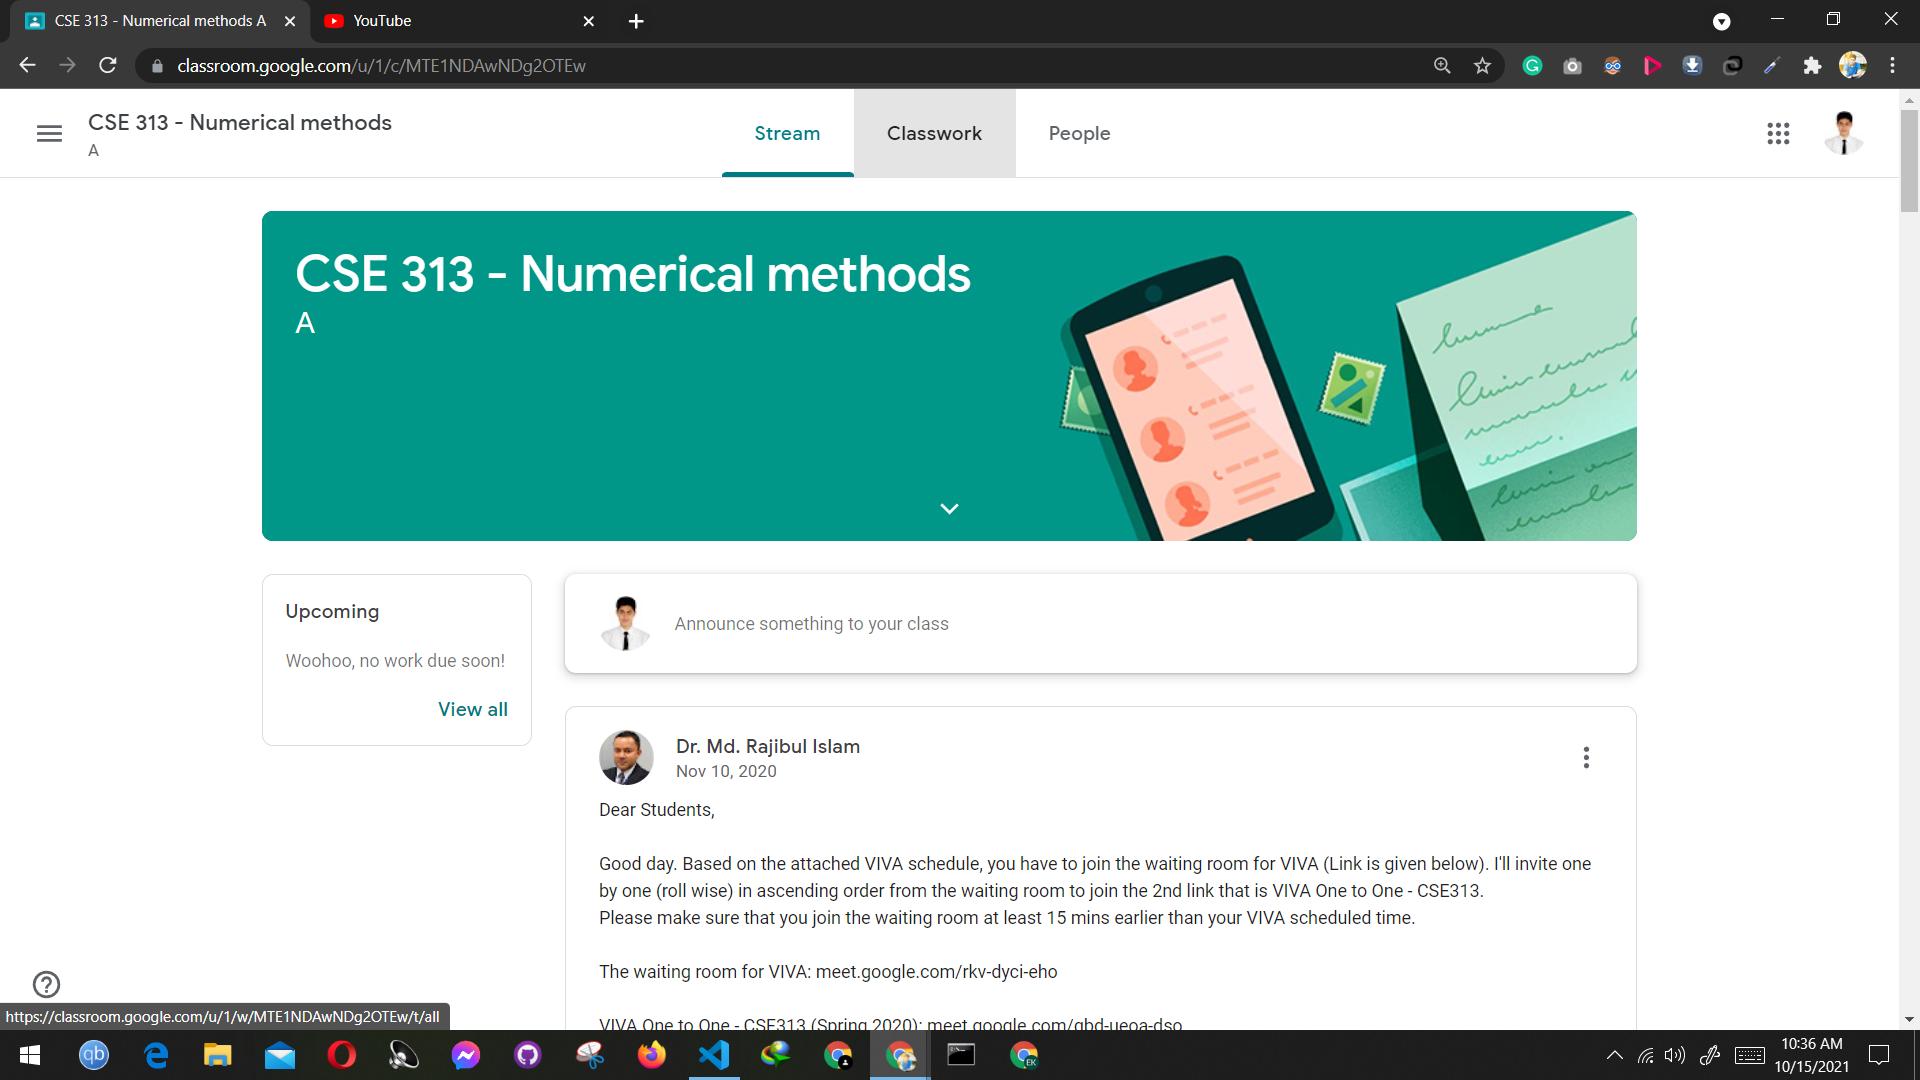 CSE 313 - Numerical methods A
YouTube
classroom.google.com/u/1/c/MTE1NDAwNDg2OTEw
CSE 313 - Numerical methods
A
Stream
Classwork
People
CSE 313 - Numerical methods
A
Upcoming
Woohoo, no work due soon!
View all
Announce something to your class
Dr. Md. Rajibul Islam
Nov 10, 2020
Dear Students,
Good day. Based on the attached VIVA schedule, you have to join the waiting room for VIVA (Link is given below). I'll invite one
by one (roll wise) in ascending order from the waiting room to join the 2nd link that is VIVA One to One - CSE313.
Please make sure that you join the waiting room at least 15 mins earlier than your VIVA scheduled time.
The waiting room for VIVA: meet.google.com/rkv-dyci-eho
VIVA One to One - CSE313 (Spring 2020): meet.google.com/gbd-ueoa-dso
https://classroom.google.com/u/1/w/MTE1NDAwNDg2OTEw/t/all
qb
EK
10:36 AM
10/15/2021